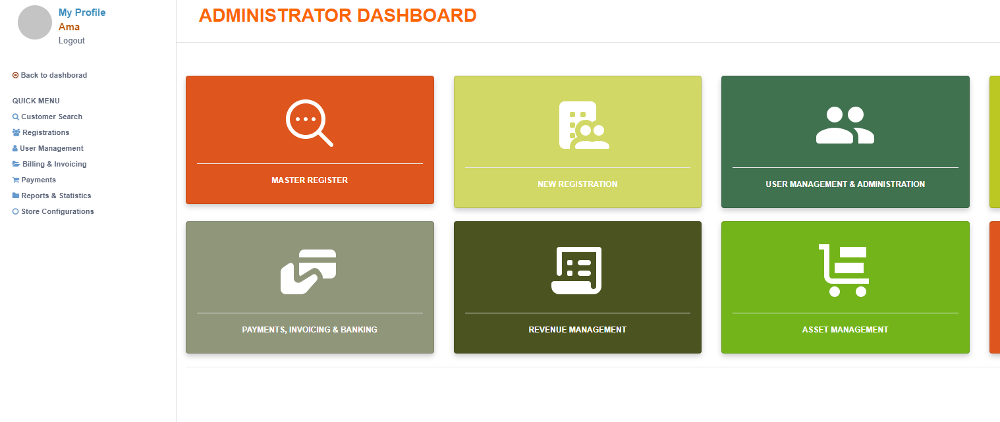 My Profile
Ama
Logout
Back to dashborad
QUICK MENU
Customer Search
Registrations
User Management
Billing & Invoicing
Payments
Reports & Statistics
Store Configurations
ADMINISTRATOR DASHBOARD
MASTER REGISTER
NEW REGISTRATION
USER MANAGEMENT & ADMINISTRATION
PAYMENTS, INVOICING & BANKING
REVENUE MANAGEMENT
ASSET MANAGEMENT